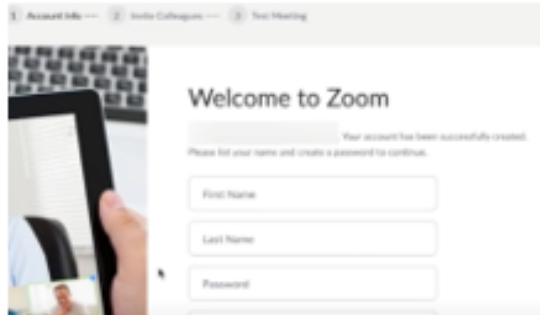 1 Account Info --- 2 Invite Colleagues --- 3 Test Meeting
Welcome to Zoom
Your account has been successfully created.
Please list your name and create a password to continue.
First Name
Last Name
Password